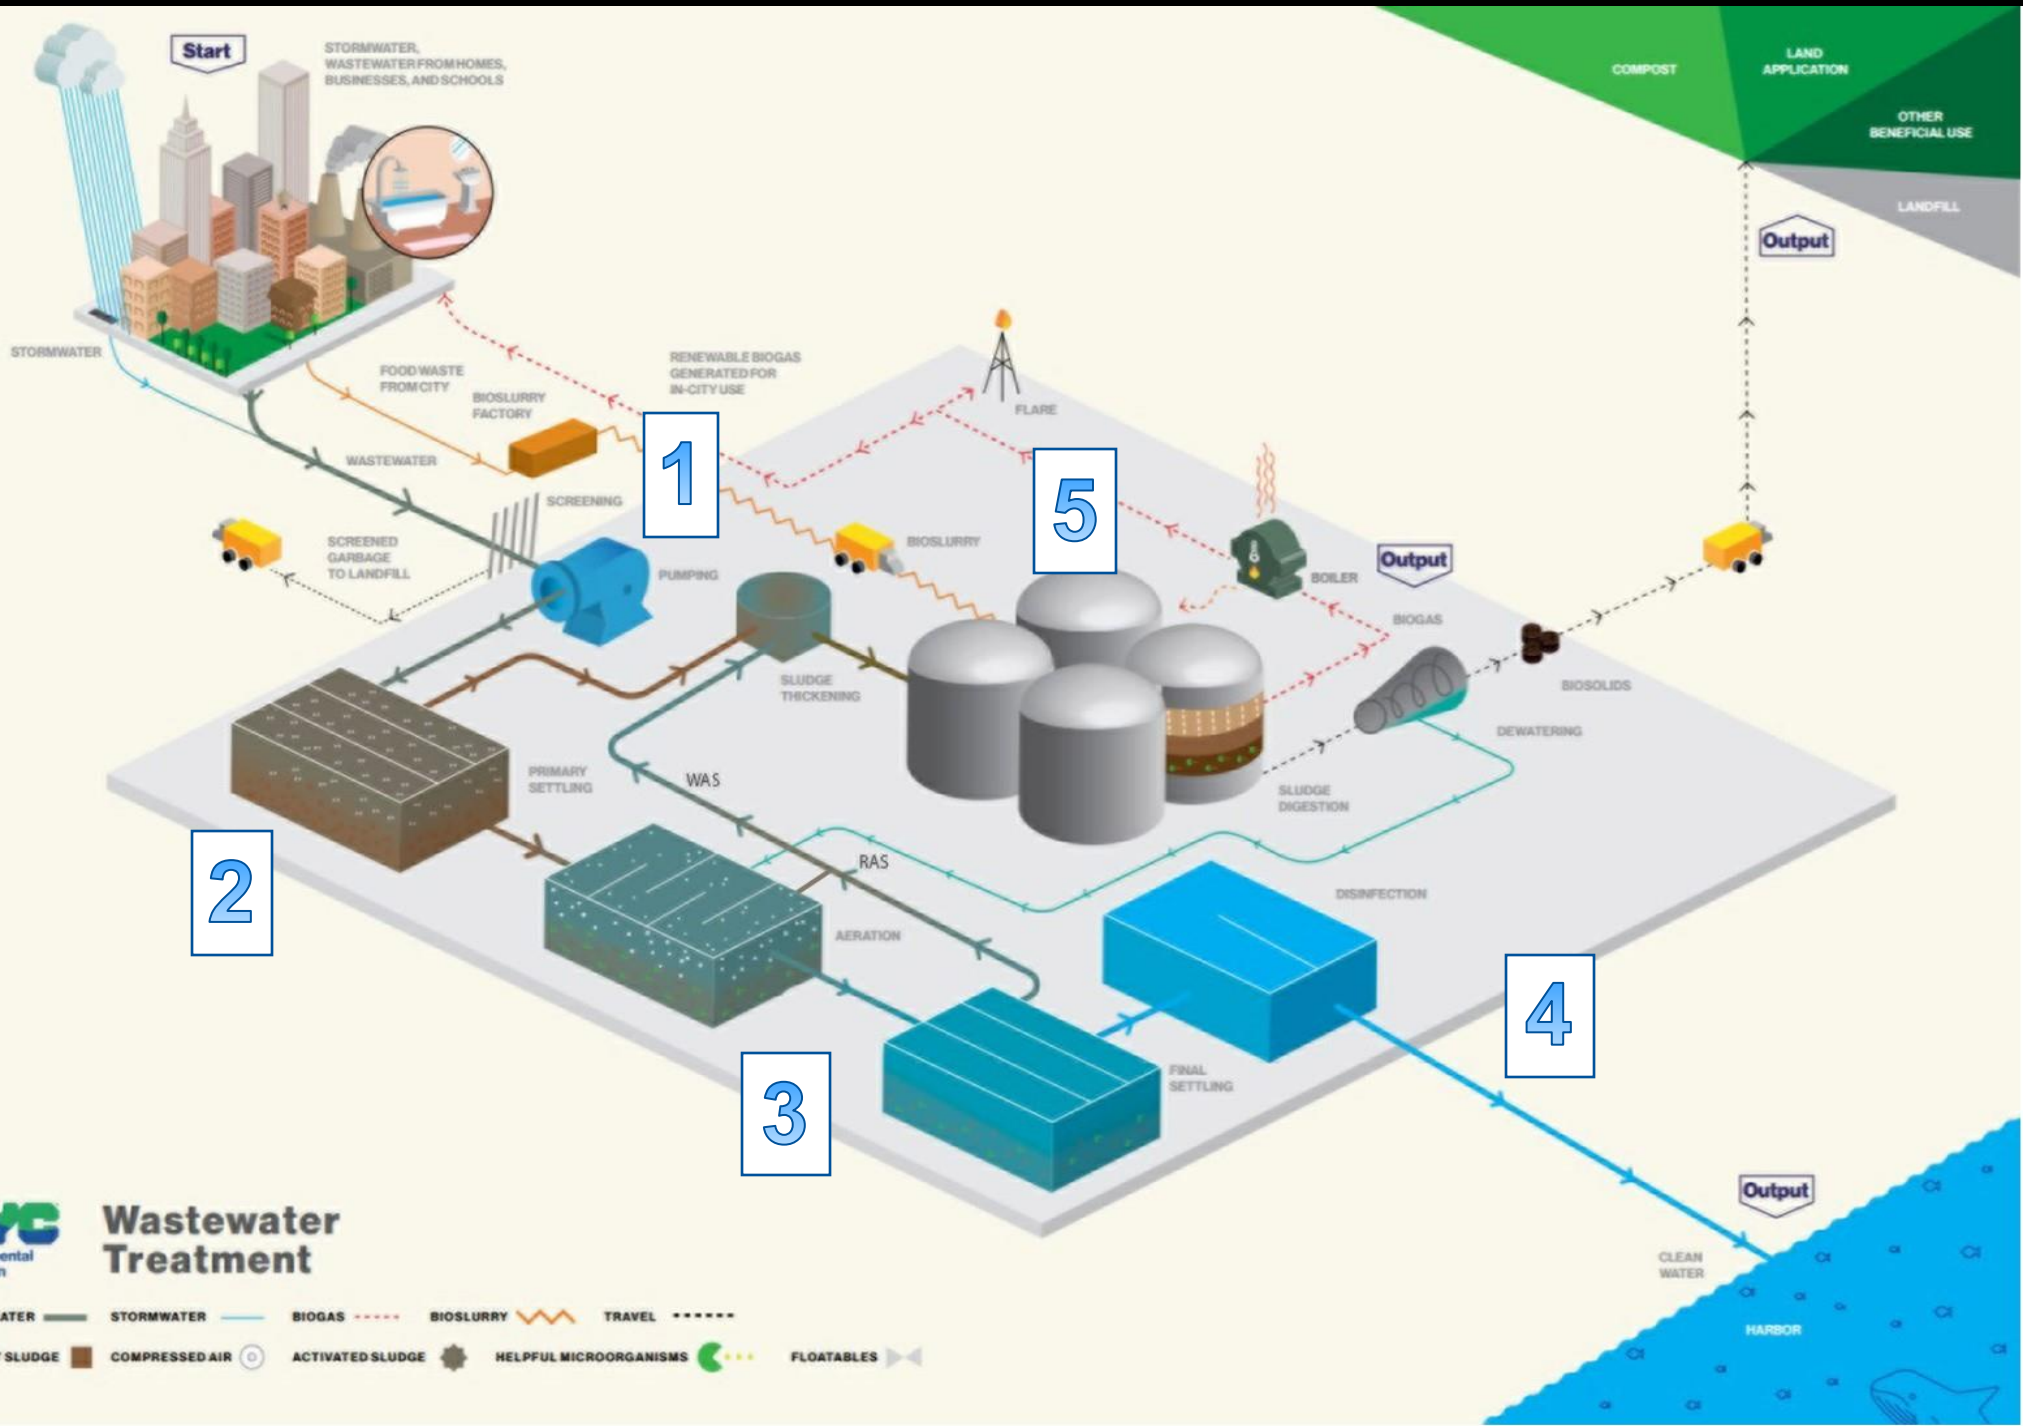 Start
STORMWATER,
WASTEWATER FROM HOMES,
BUSINESSES, AND SCHOOLS
COMPOST
LAND
APPLICATION
OTHER
BENEFICIAL USE
LANDFILL
Output
STORMWATER
FOOD WASTE
FROM CITY
BIOSLURRY
FACTORY
RENEWABLE BIOGAS
GENERATED FOR
IN-CITY USE
FLARE
WASTEWATER
1
5
SCREENING
SCREENED
GARBAGE
TO LANDFILL
PUMPING
BIOSLURRY
BOILER
Output
BIOGAS
SLUDGE
THICKENING
BIOSOLIDS
DEWATERING
PRIMARY
SETTLING
WAS
SLUDGE
DIGESTION
2
RAS
AERATION
DISINFECTION
4
3
FINAL
SETTLING
Output
CLEAN
WATER
HARBOR
YC
ental
n
Wastewater
Treatment
ATER
STORMWATER
BIOGAS
BIOSLURRY
TRAVEL
SLUDGE
COMPRESSED AIR
ACTIVATED SLUDGE
HELPFUL MICROORGANISMS
FLOATABLES